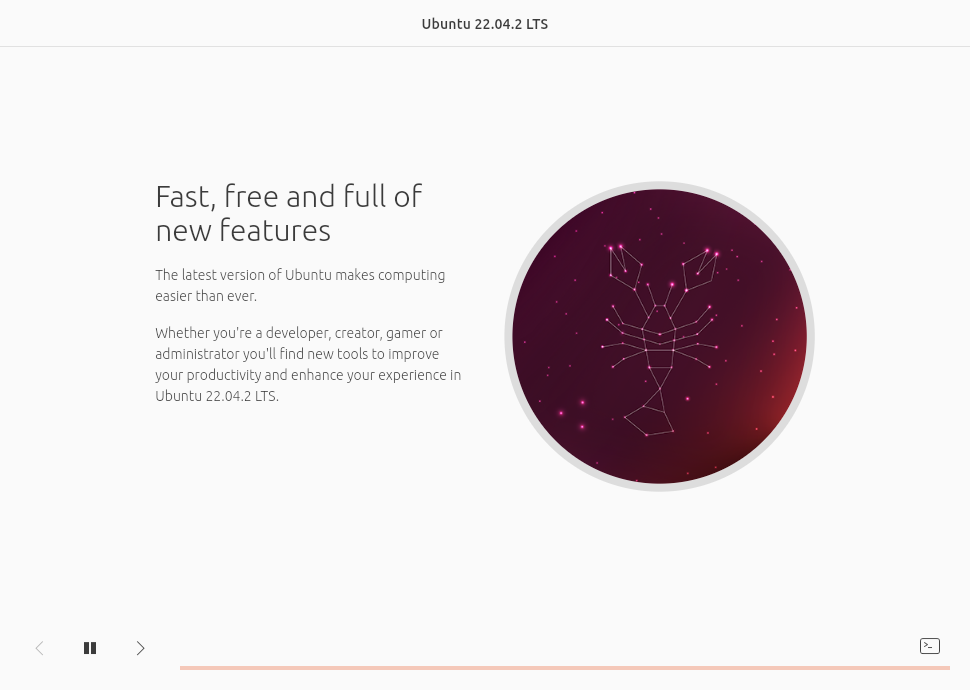 Ubuntu 22.04.2 LTS
Fast, free and full of
new features
The latest version of Ubuntu makes computing
easier than ever.
Whether you're a developer, creator, gamer or
administrator you'll find new tools to improve
your productivity and enhance your experience in
Ubuntu 22.04.2 LTS.